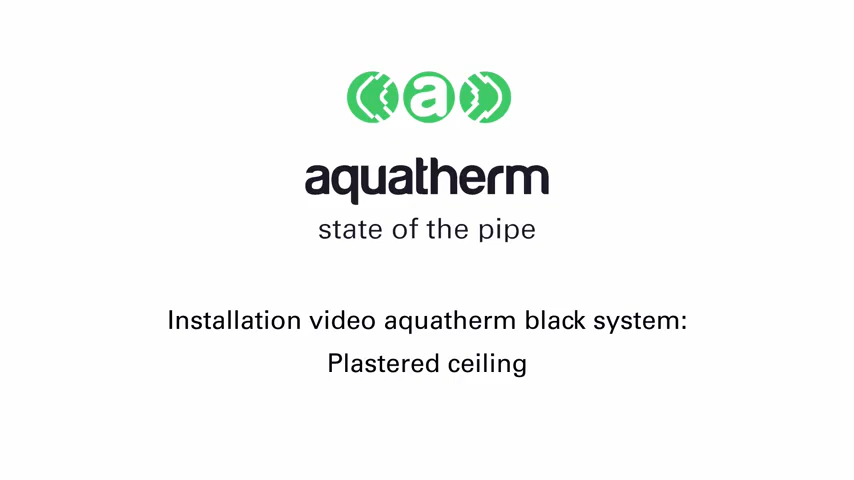 a
aquatherm
state of the pipe
Installation video aquatherm black system:
Plastered ceiling